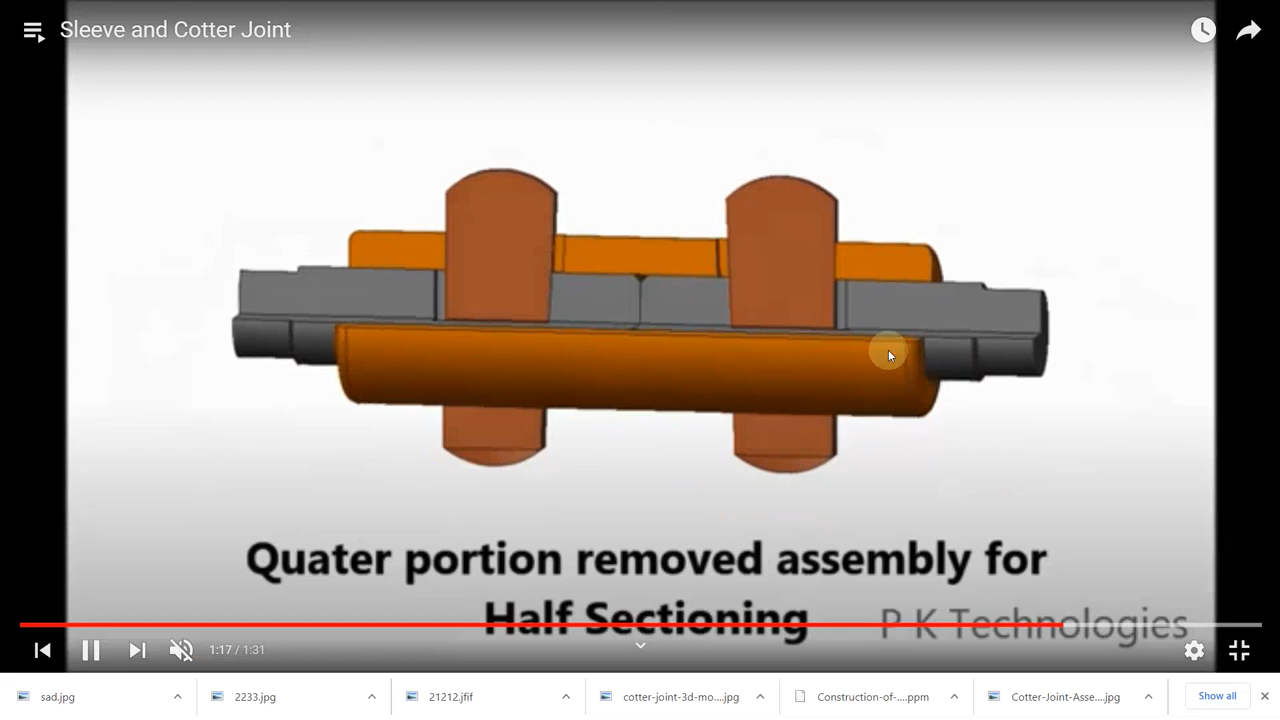 Sleeve and Cotter Joint
Quater portion removed assembly for
Half Sectioning
P K Technologies
1:17 / 1:31
sad.jpg
2233.jpg
21212.jfif
cotter-joint-3d-mo....jpg
Construction-of-....ppm
Cotter-Joint-Asse....jpg
Show all